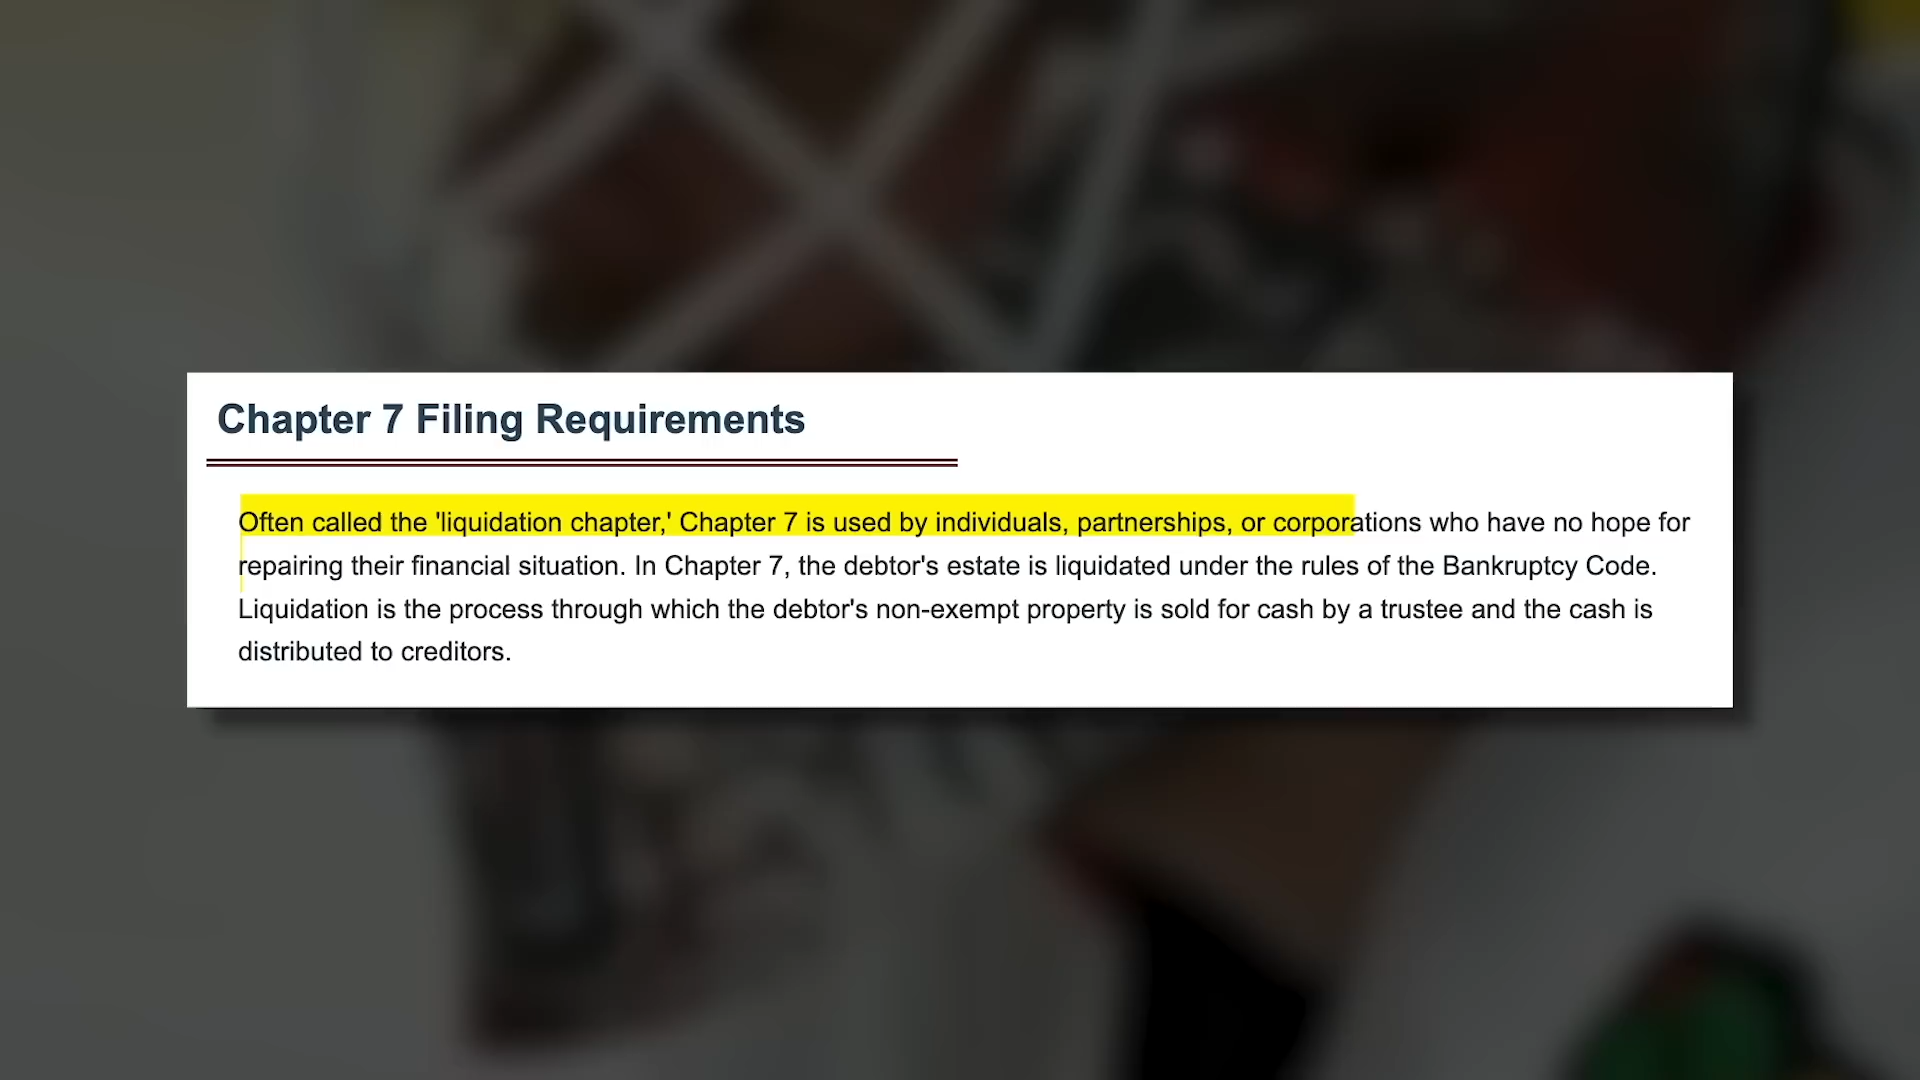 Chapter 7 Filing Requirements
Often called the 'liquidation chapter,' Chapter 7 is used by individuals, partnerships, or corporations who have no hope for
repairing their financial situation. In Chapter 7, the debtor's estate is liquidated under the rules of the Bankruptcy Code.
Liquidation is the process through which the debtor's non-exempt property is sold for cash by a trustee and the cash is
distributed to creditors.